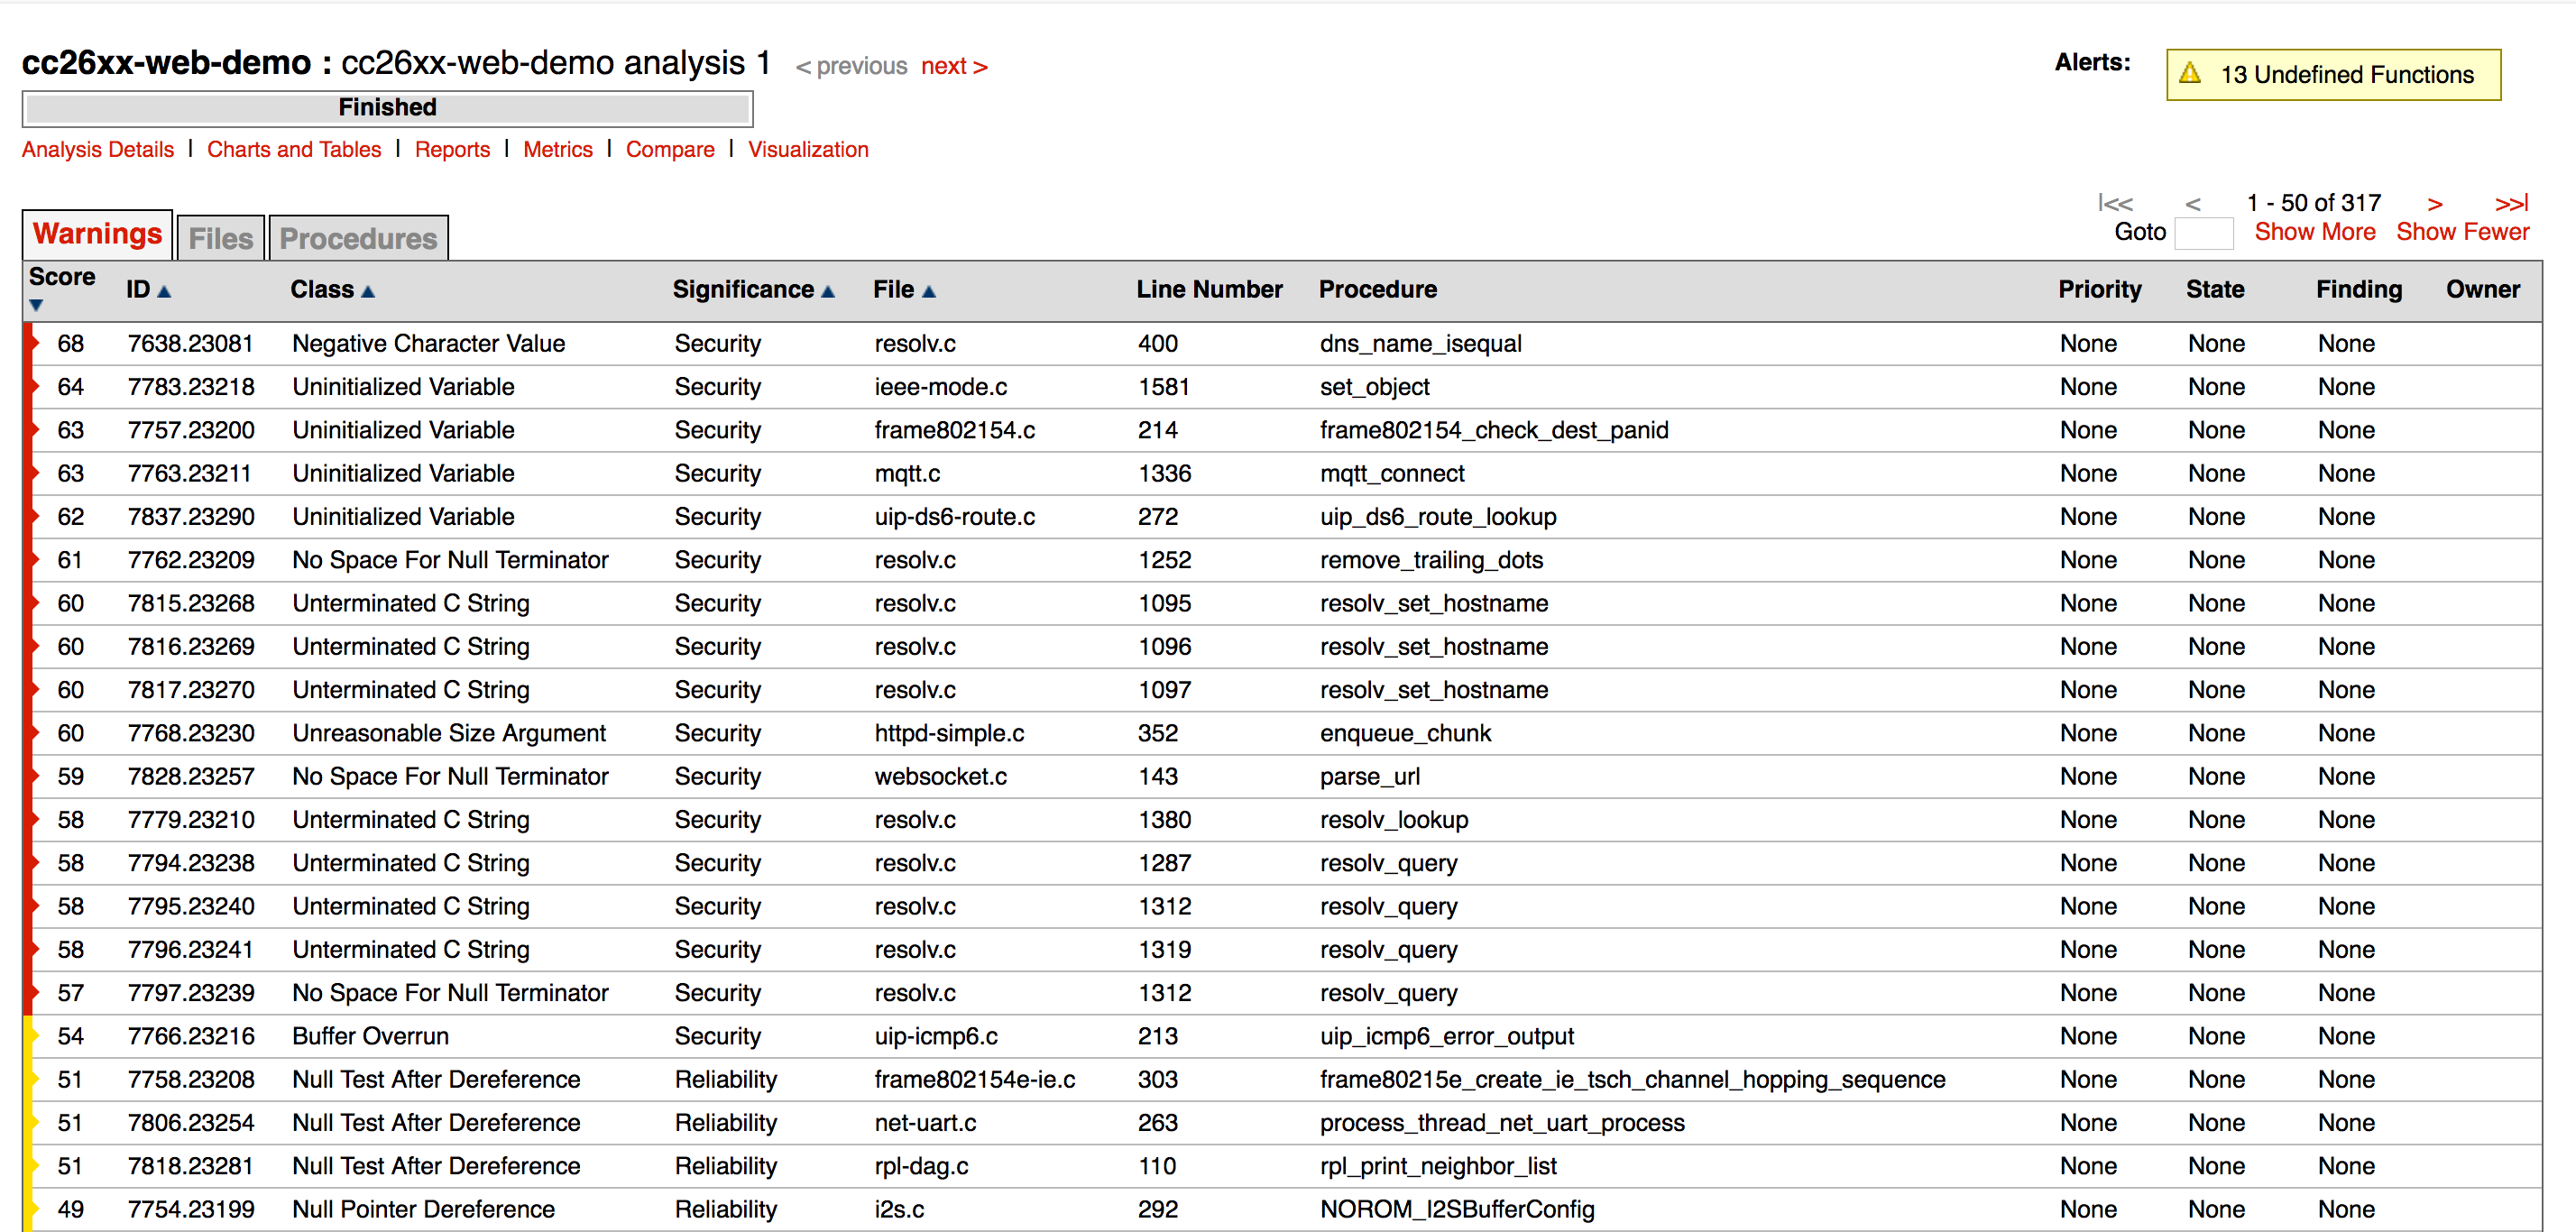 cc26xx-web-demo : cc26xx-web-demo analysis 1 < previous next >
Alerts: 13 Undefined Functions
Finished
Analysis Details | Charts and Tables | Reports | Metrics | Compare | Visualization
|<< < 1 - 50 of 317 > >>|
Goto Show More Show Fewer
Warnings Files Procedures
Score ID Class Significance File Line Number Procedure Priority State Finding Owner
68 7638.23081 Negative Character Value Security resolv.c 400 dns_name_isequal None None None
64 7783.23218 Uninitialized Variable Security ieee-mode.c 1581 set_object None None None
63 7757.23200 Uninitialized Variable Security frame802154.c 214 frame802154_check_dest_panid None None None
63 7763.23211 Uninitialized Variable Security mqtt.c 1336 mqtt_connect None None None
62 7837.23290 Uninitialized Variable Security uip-ds6-route.c 272 uip_ds6_route_lookup None None None
61 7762.23209 No Space For Null Terminator Security resolv.c 1252 remove_trailing_dots None None None
60 7815.23268 Unterminated C String Security resolv.c 1095 resolv_set_hostname None None None
60 7816.23269 Unterminated C String Security resolv.c 1096 resolv_set_hostname None None None
60 7817.23270 Unterminated C String Security resolv.c 1097 resolv_set_hostname None None None
60 7768.23230 Unreasonable Size Argument Security httpd-simple.c 352 enqueue_chunk None None None
59 7828.23257 No Space For Null Terminator Security websocket.c 143 parse_url None None None
58 7779.23210 Unterminated C String Security resolv.c 1380 resolv_lookup None None None
58 7794.23238 Unterminated C String Security resolv.c 1287 resolv_query None None None
58 7795.23240 Unterminated C String Security resolv.c 1312 resolv_query None None None
58 7796.23241 Unterminated C String Security resolv.c 1319 resolv_query None None None
57 7797.23239 No Space For Null Terminator Security resolv.c 1312 resolv_query None None None
54 7766.23216 Buffer Overrun Security uip-icmp6.c 213 uip_icmp6_error_output None None None
51 7758.23208 Null Test After Dereference Reliability frame802154e-ie.c 303 frame80215e_create_ie_tsch_channel_hopping_sequence None None None
51 7806.23254 Null Test After Dereference Reliability net-uart.c 263 process_thread_net_uart_process None None None
51 7818.23281 Null Test After Dereference Reliability rpl-dag.c 110 rpl_print_neighbor_list None None None
49 7754.23199 Null Pointer Dereference Reliability i2s.c 292 NOROM_I2SBufferConfig None None None